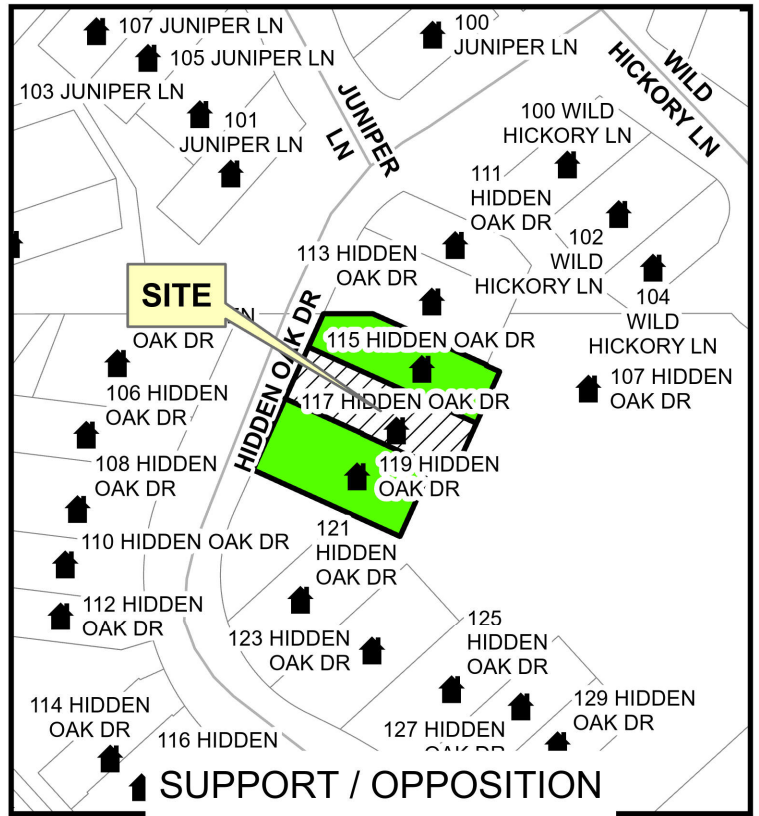 107 JUNIPER LN
105 JUNIPER LN
103 JUNIPER LN
101
JUNIPER LN
100
JUNIPER LN
JUNIPER
LN
WILD
HICKORY LN
100 WILD
HICKORY LN
111
HIDDEN
OAK DR
102
WILD
HICKORY LN
104
WILD
HICKORY LN
113 HIDDEN
OAK DR
SITE
OAK DR
HIDDEN OAK DR
115 HIDDEN OAK DR
117 HIDDEN OAK DR
107 HIDDEN
OAK DR
106 HIDDEN
OAK DR
119 HIDDEN
OAK DR
108 HIDDEN
OAK DR
110 HIDDEN OAK DR
121
HIDDEN
OAK DR
112 HIDDEN
OAK DR
123 HIDDEN
OAK DR
125
HIDDEN
OAK DR
114 HIDDEN
OAK DR
116 HIDDEN
127 HIDDEN
OAK DR
129 HIDDEN
OAK DR
SUPPORT / OPPOSITION